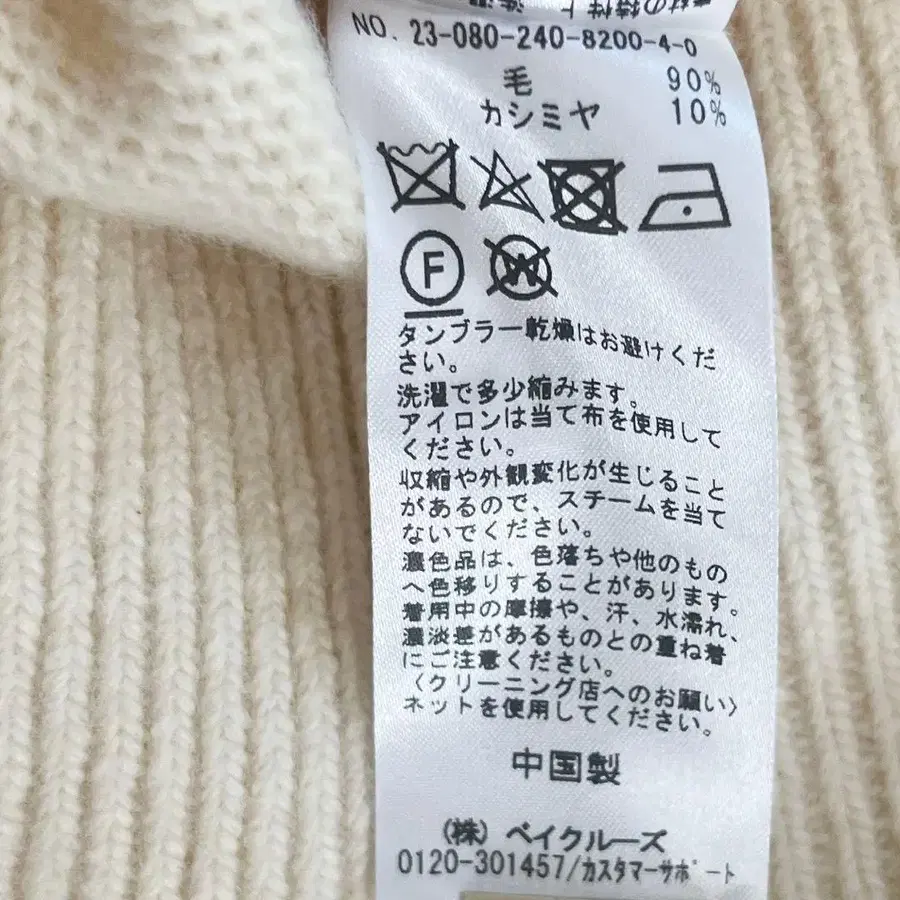 NO. 23-080-240-8200-4-0
毛 90%
カシミヤ 10%
F
W
タンブラー乾燥はお避けくだ
さい。
洗濯で多少縮みます。
アイロンは当て布を使用して
ください。
収縮や外観変化が生じること
があるので、スチームを当て
ないでください。
濃色品は、色落ちや他のもの
へ色移りすることがあります。
着用中の摩擦や、汗、水濡れ、
濃淡差があるものとの重ね着
にご注意ください。
〈クリーニング店へのお願い〉
ネットを使用してください。
中国製
(株) ベイクルーズ
0120-301457/カスタマーサポート